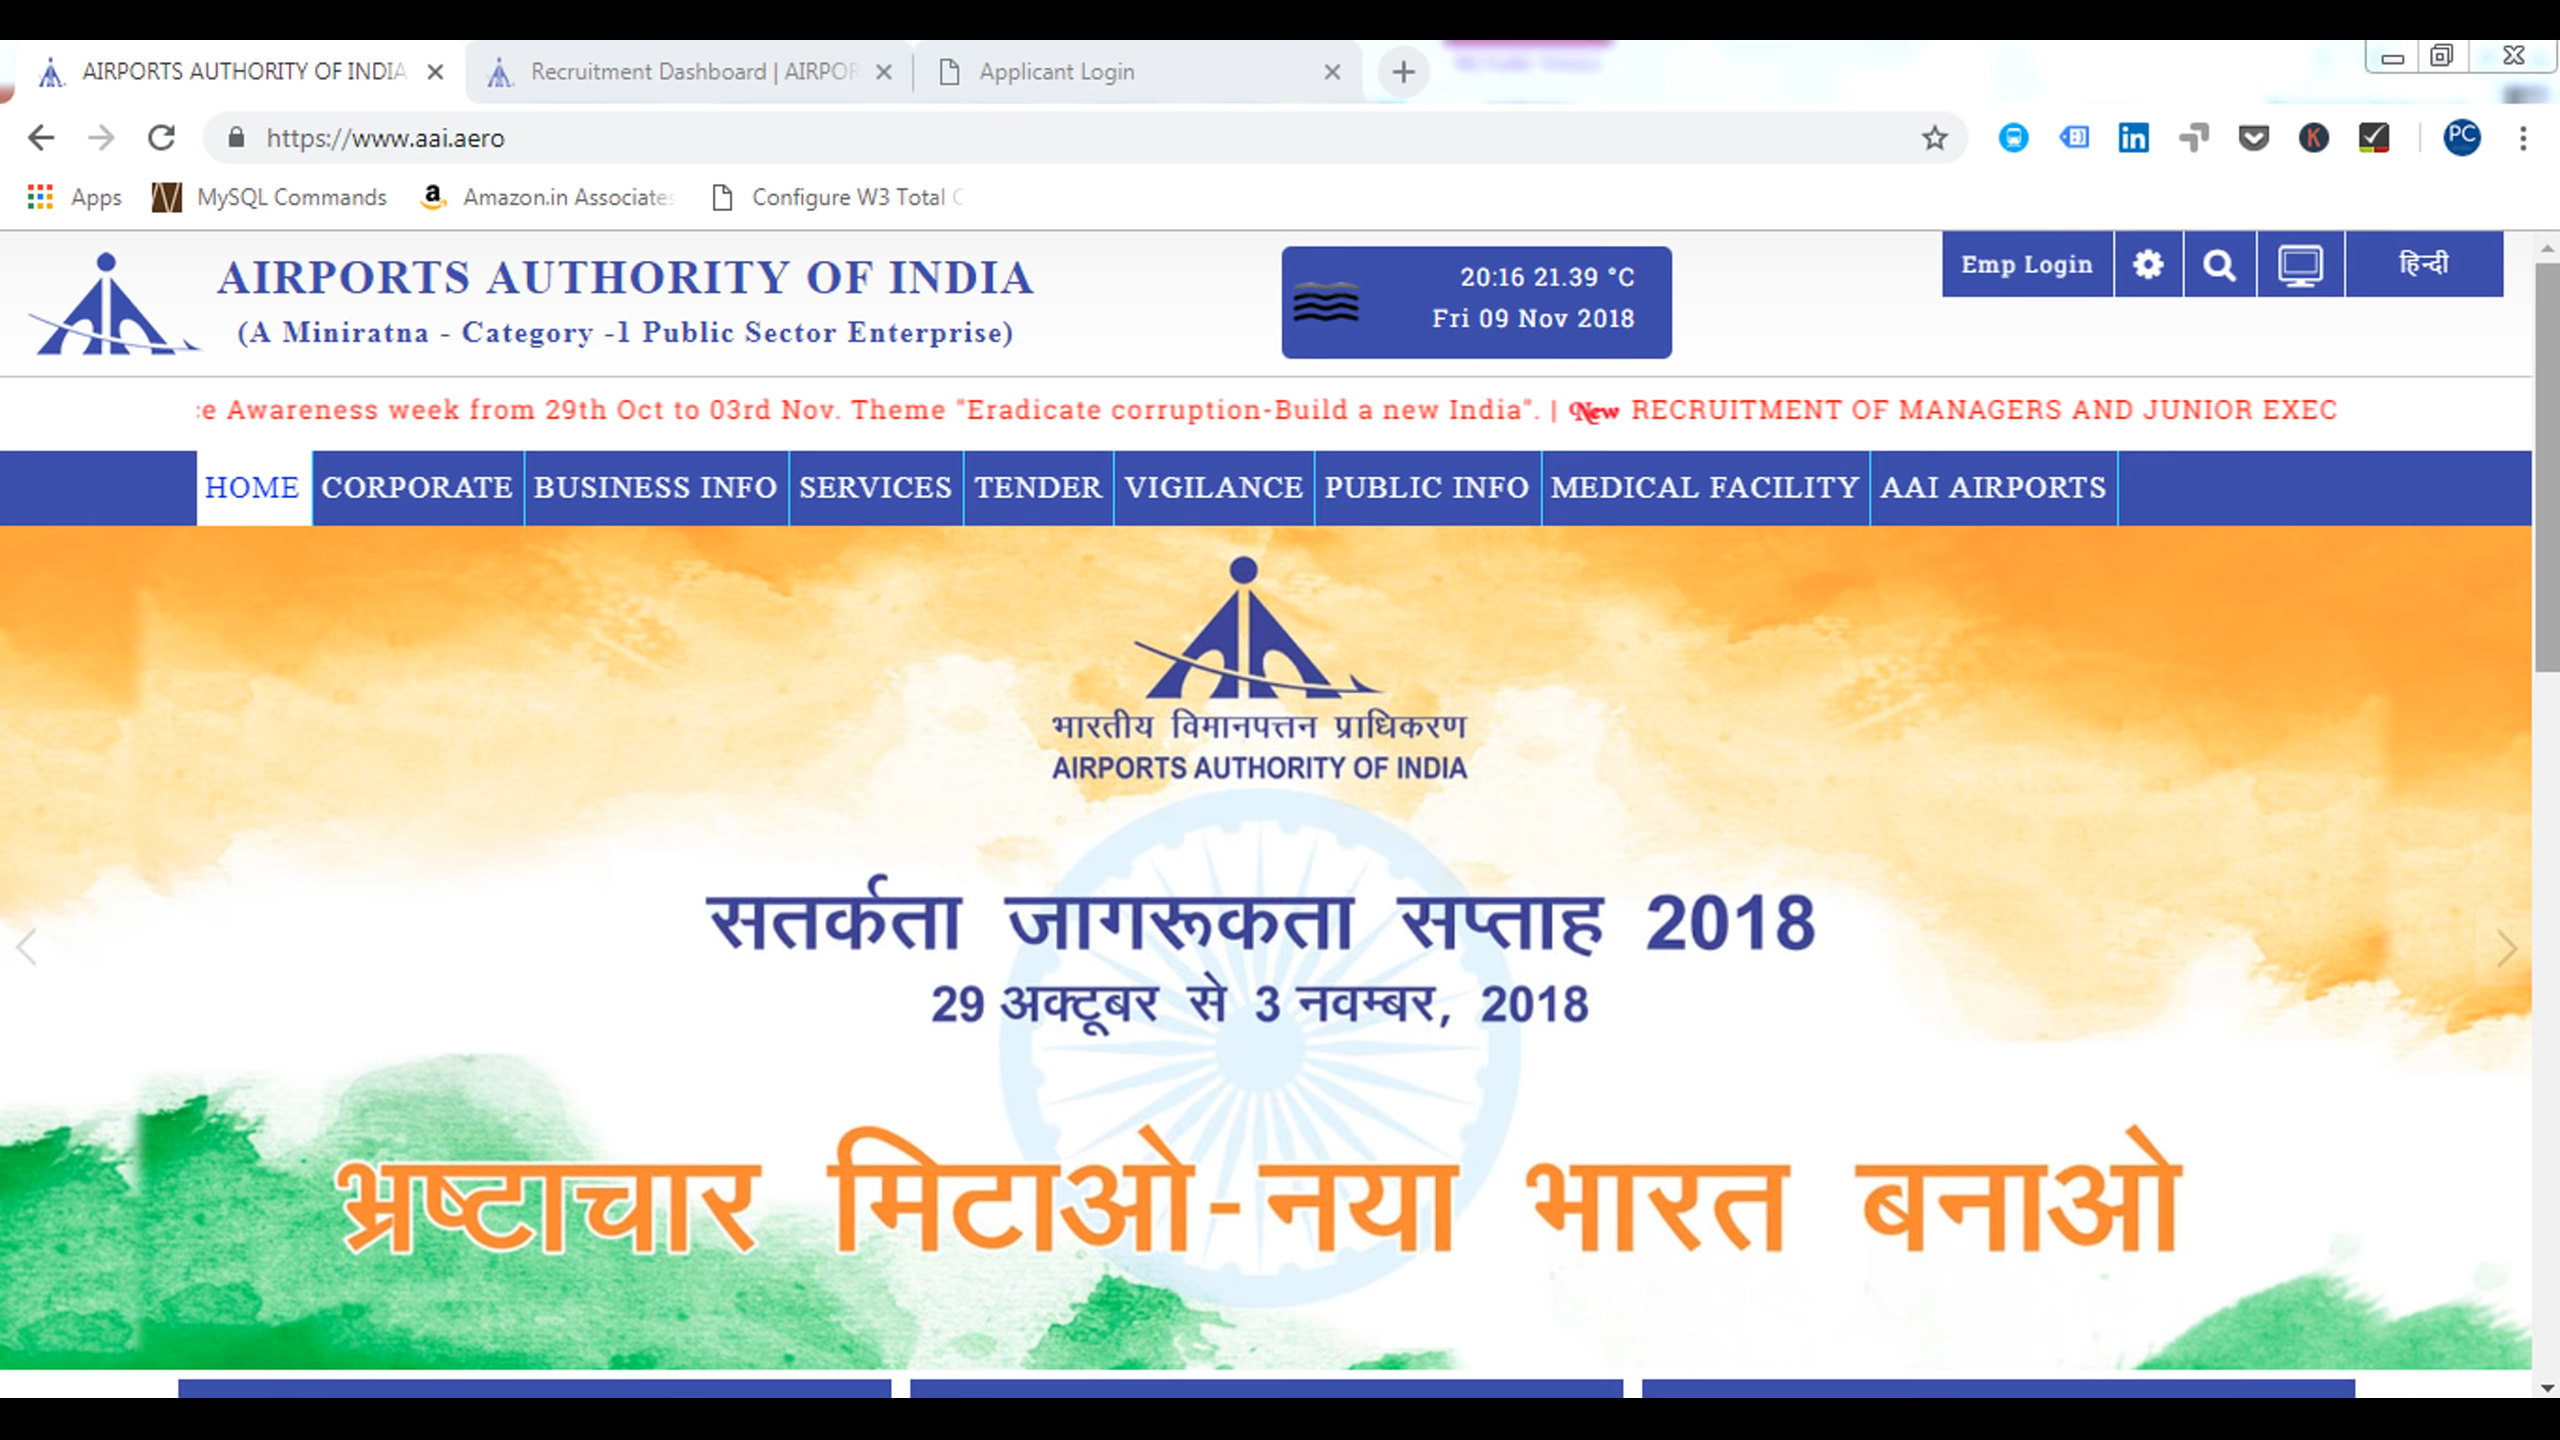 AIRPORTS AUTHORITY OF INDIA
Recruitment Dashboard | AIRPOR
Applicant Login
https://www.aai.aero
in
K
PC
Apps
MySQL Commands
Amazon.in Associates
Configure W3 Total C
AIRPORTS AUTHORITY OF INDIA
(A Miniratna - Category -1 Public Sector Enterprise)
20:16 21.39 °C
Fri 09 Nov 2018
Emp Login
हिन्दी
ce Awareness week from 29th Oct to 03rd Nov. Theme "Eradicate corruption-Build a new India". | New RECRUITMENT OF MANAGERS AND JUNIOR EXEC
HOME CORPORATE BUSINESS INFO SERVICES TENDER VIGILANCE PUBLIC INFO MEDICAL FACILITY AAI AIRPORTS
भारतीय विमानपत्तन प्राधिकरण
AIRPORTS AUTHORITY OF INDIA
सतर्कता जागरूकता सप्ताह 2018
29 अक्टूबर से 3 नवम्बर, 2018
भ्रष्टाचार मिटाओ - नया भारत बनाओ